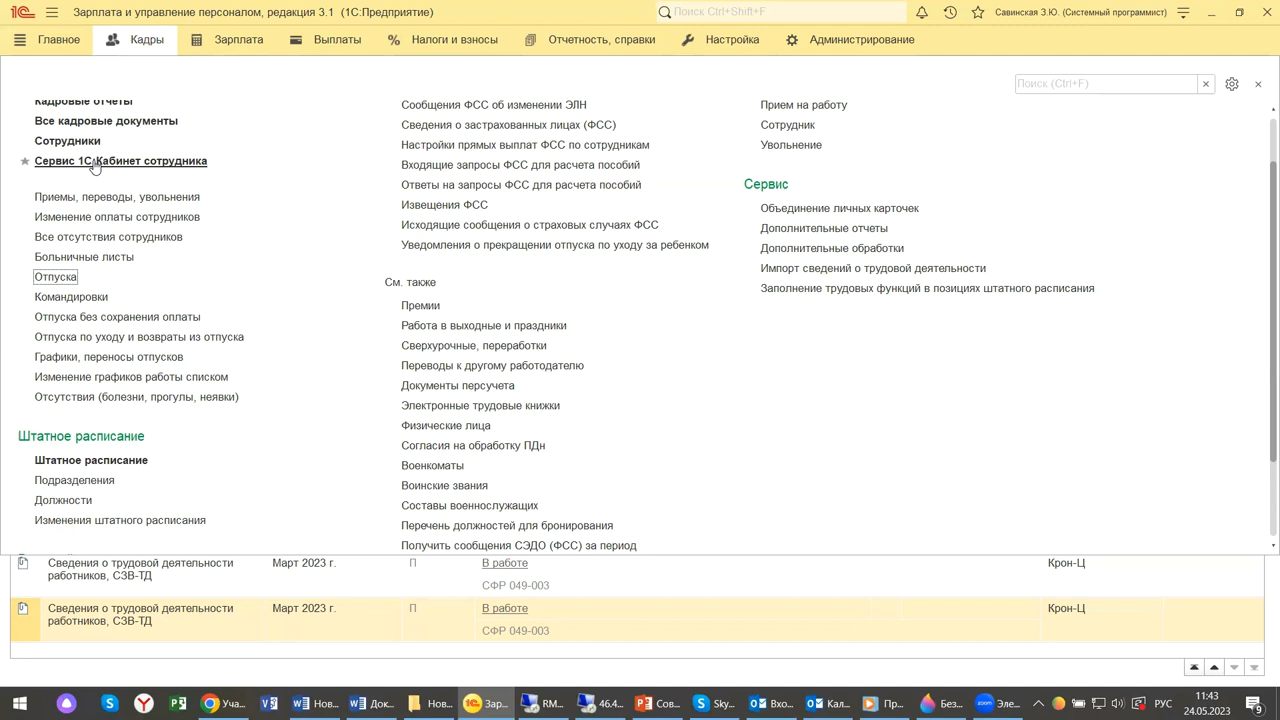 Зарплата и управление персоналом, редакция 3.1 (1С:Предприятие)
Поиск Ctrl+Shift+F
Савинская З.Ю. (Системный программист)
Главное
Кадры
Зарплата
Выплаты
Налоги и взносы
Отчетность, справки
Настройка
Администрирование
Поиск (Ctrl+F)
Кадровые отчеты
Все кадровые документы
Сотрудники
Сервис 1С:Кабинет сотрудника
Приемы, переводы, увольнения
Изменение оплаты сотрудников
Все отсутствия сотрудников
Больничные листы
Отпуска
Командировки
Отпуска без сохранения оплаты
Отпуска по уходу и возвраты из отпуска
Графики, переносы отпусков
Изменение графиков работы списком
Отсутствия (болезни, прогулы, неявки)
Штатное расписание
Штатное расписание
Подразделения
Должности
Изменения штатного расписания
Сообщения ФСС об изменении ЭЛН
Сведения о застрахованных лицах (ФСС)
Настройки прямых выплат ФСС по сотрудникам
Входящие запросы ФСС для расчета пособий
Ответы на запросы ФСС для расчета пособий
Извещения ФСС
Исходящие сообщения о страховых случаях ФСС
Уведомления о прекращении отпуска по уходу за ребенком
См. также
Премии
Работа в выходные и праздники
Сверхурочные, переработки
Переводы к другому работодателю
Документы персучета
Электронные трудовые книжки
Физические лица
Согласия на обработку ПДн
Военкоматы
Воинские звания
Составы военнослужащих
Перечень должностей для бронирования
Получить сообщения СЭДО (ФСС) за период
Прием на работу
Сотрудник
Увольнение
Сервис
Объединение личных карточек
Дополнительные отчеты
Дополнительные обработки
Импорт сведений о трудовой деятельности
Заполнение трудовых функций в позициях штатного расписания
Сведения о трудовой деятельности
работников, СЗВ-ТД
Март 2023 г.
П
В работе
СФР 049-003
Крон-Ц
Сведения о трудовой деятельности
работников, СЗВ-ТД
Март 2023 г.
П
В работе
СФР 049-003
Крон-Ц
Уча...
Нов...
Док...
Нов...
Зар...
RM...
46.4...
Сов...
Sky...
Вхо...
Кал...
Пр...
Без...
Эле...
РУС
11:43
24.05.2023